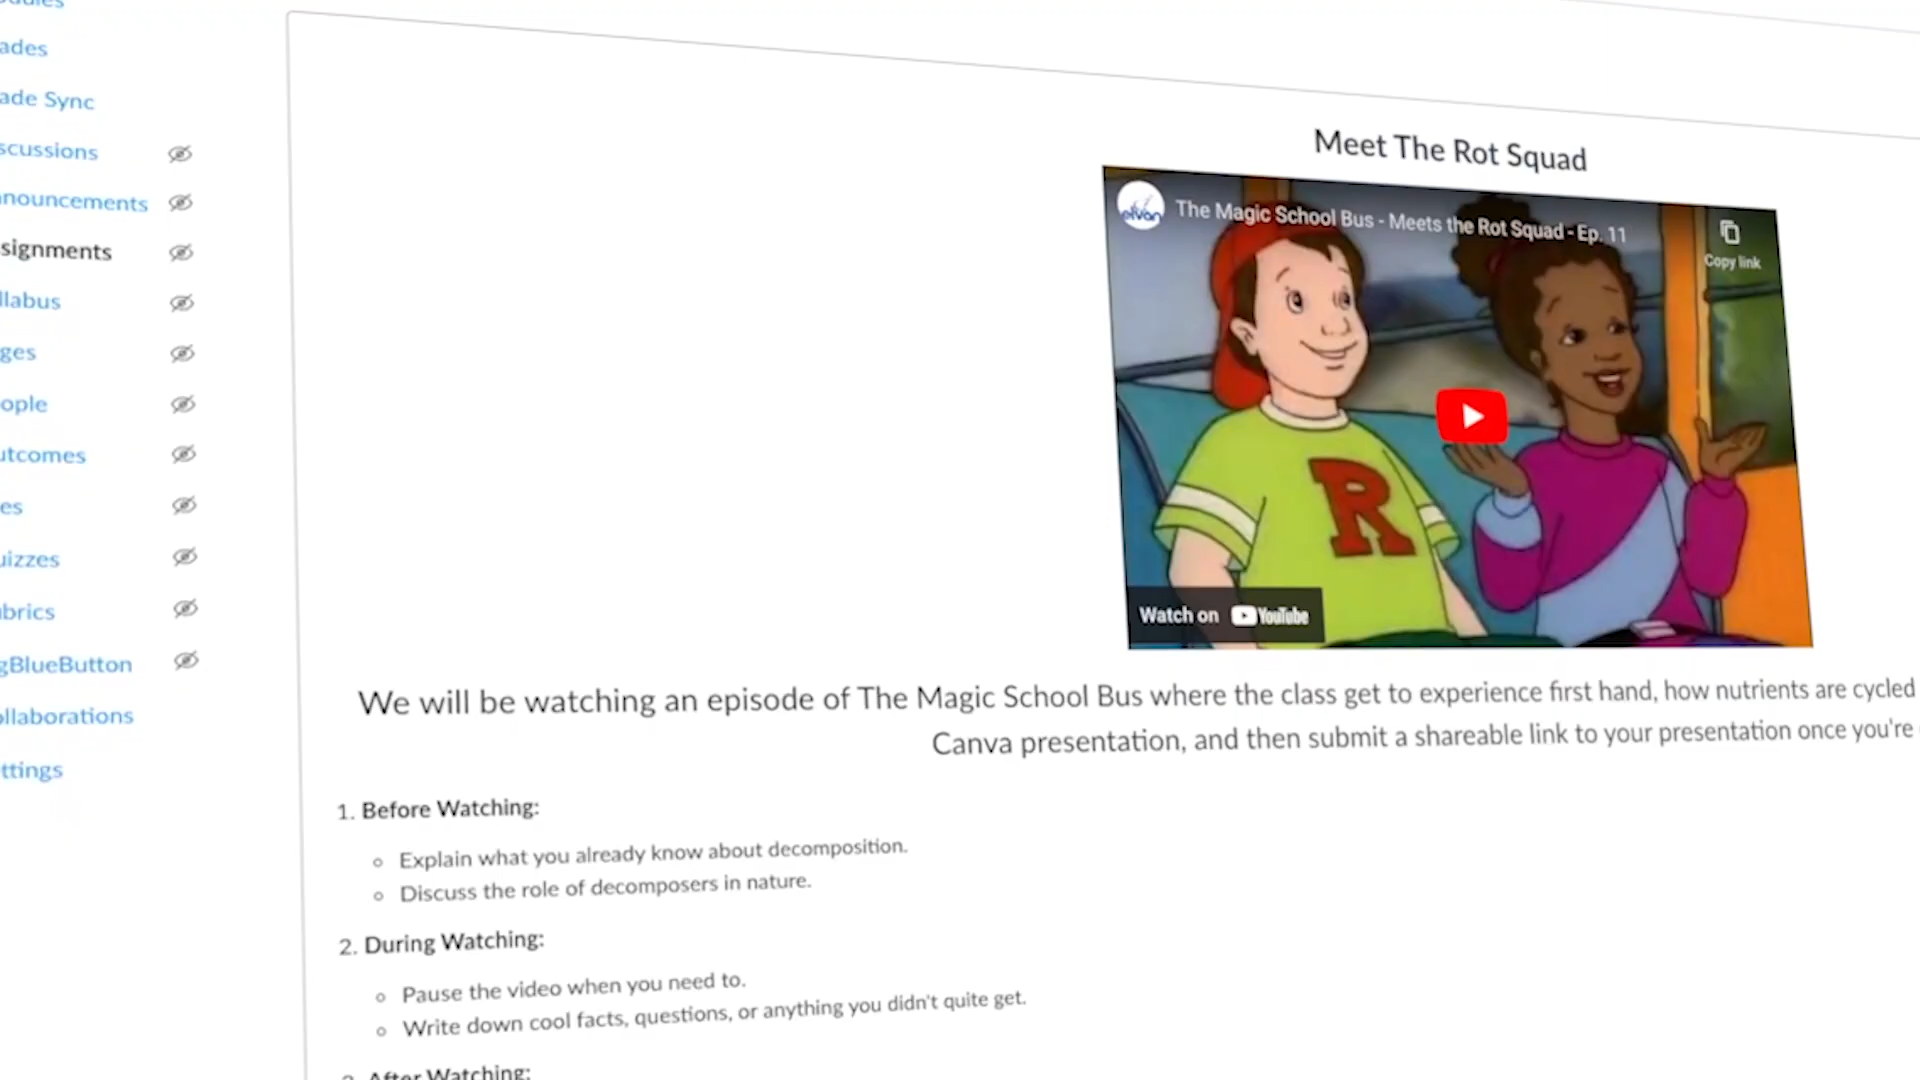 ades
ade Sync
scussions
nouncements
signments
llabus
ges
ople
utcomes
es
uizzes
brics
gBlueButton
ollaborations
ttings
Meet The Rot Squad
elvan
The Magic School Bus - Meets the Rot Squad - Ep. 11
Copy link
R
Watch on YouTube
We will be watching an episode of The Magic School Bus where the class get to experience first hand, how nutrients are cycled
Canva presentation, and then submit a shareable link to your presentation once you're
1. Before Watching:
Explain what you already know about decomposition.
Discuss the role of decomposers in nature.
2. During Watching:
Pause the video when you need to.
Write down cool facts, questions, or anything you didn't quite get.
After Watching: